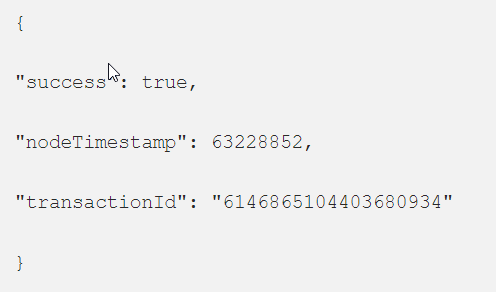 {
"success": true,
"nodeTimestamp": 63228852,
"transactionId": "6146865104403680934"
}